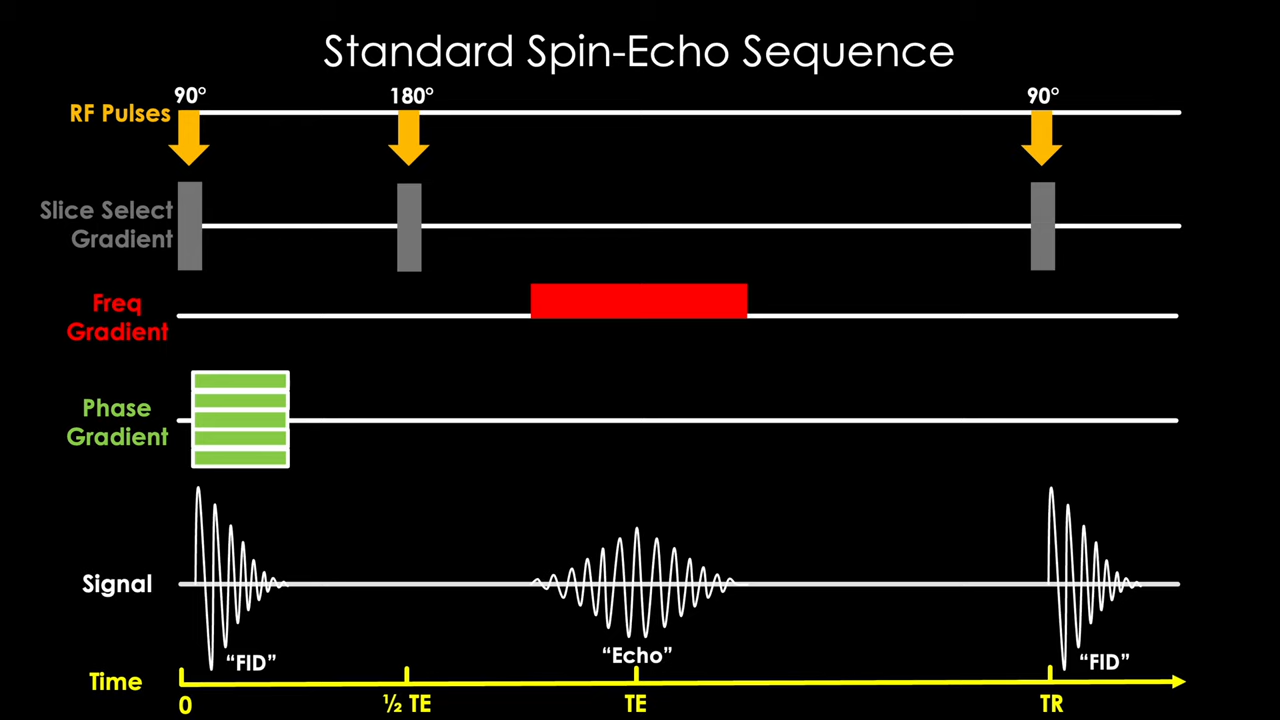 Standard Spin-Echo Sequence
90°
180°
90°
RF Pulses
Slice Select
Gradient
Freq
Gradient
Phase
Gradient
Signal
"FID"
"Echo"
"FID"
Time
0
½ TE
TE
TR